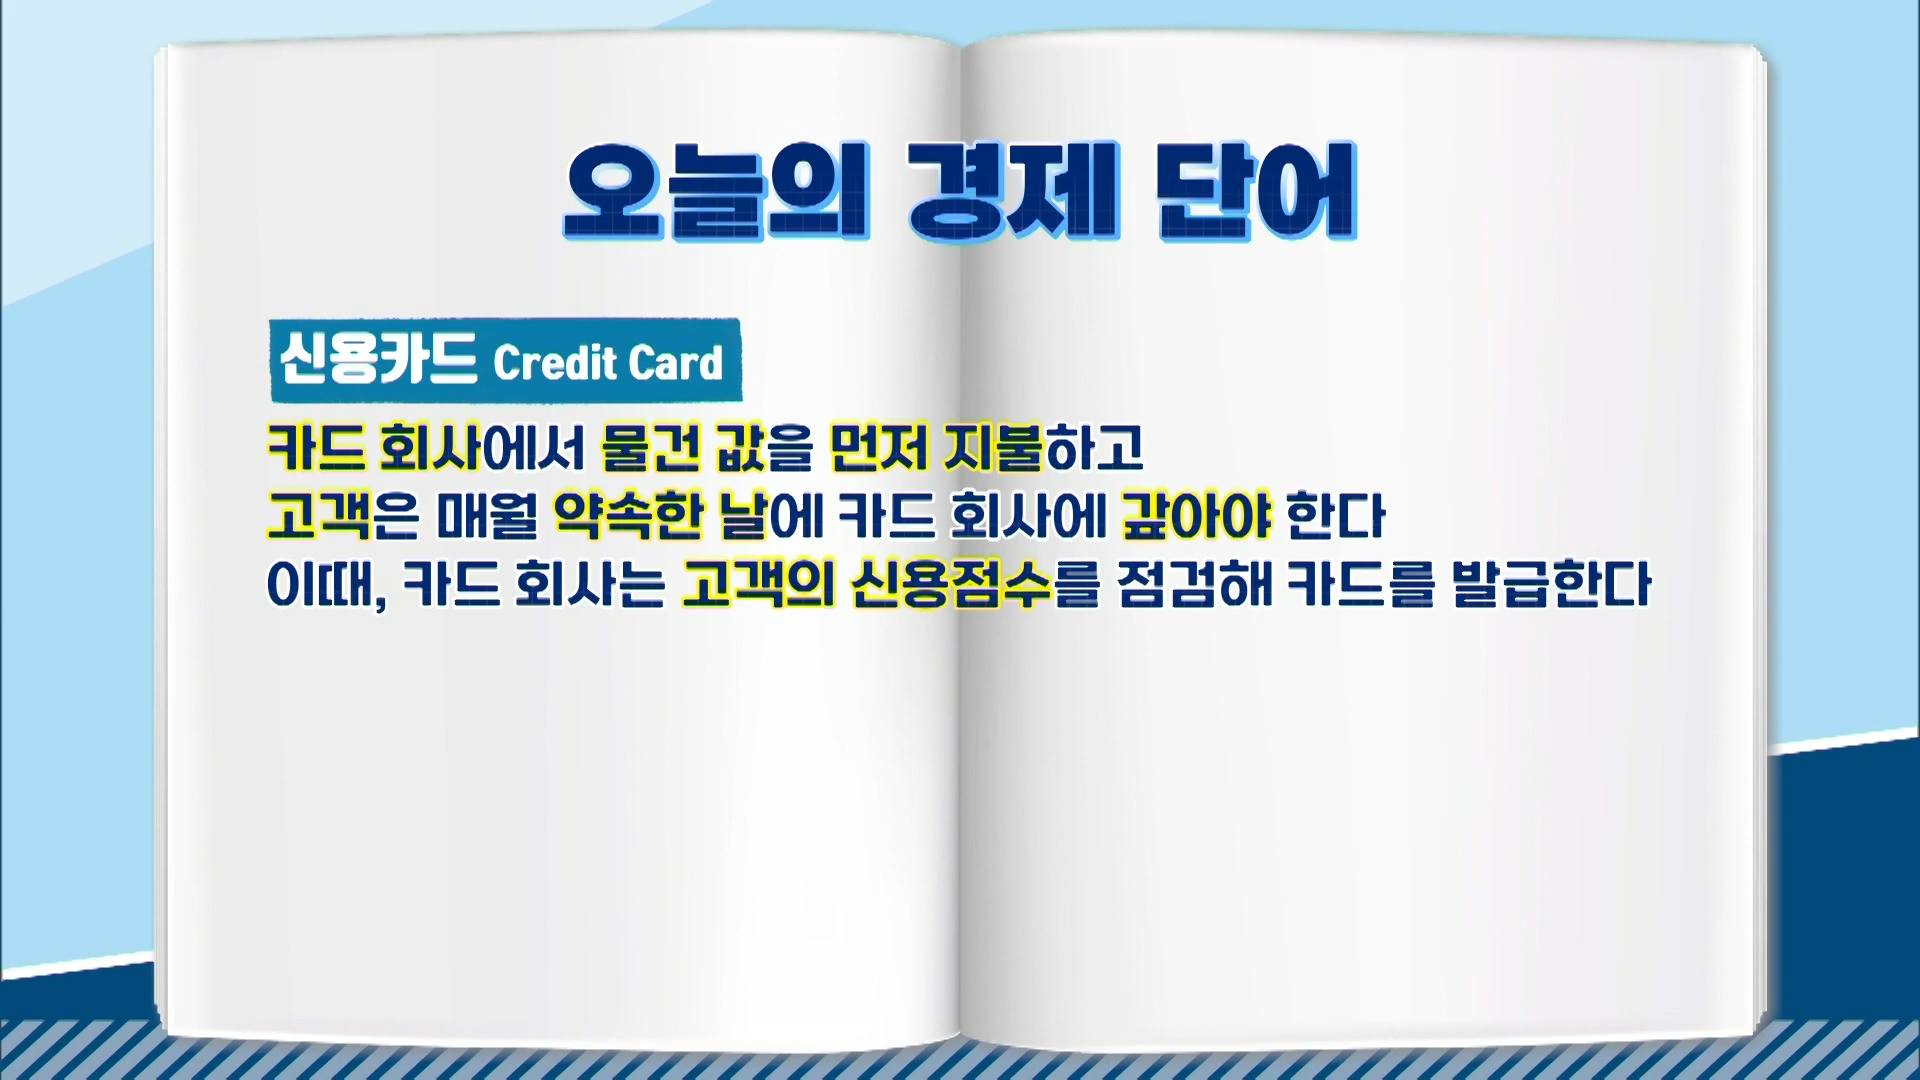 오늘의 경제 단어
신용카드 Credit Card
카드 회사에서 물건 값을 먼저 지불하고
고객은 매월 약속한 날에 카드 회사에 갚아야 한다
이때, 카드 회사는 고객의 신용점수를 점검해 카드를 발급한다